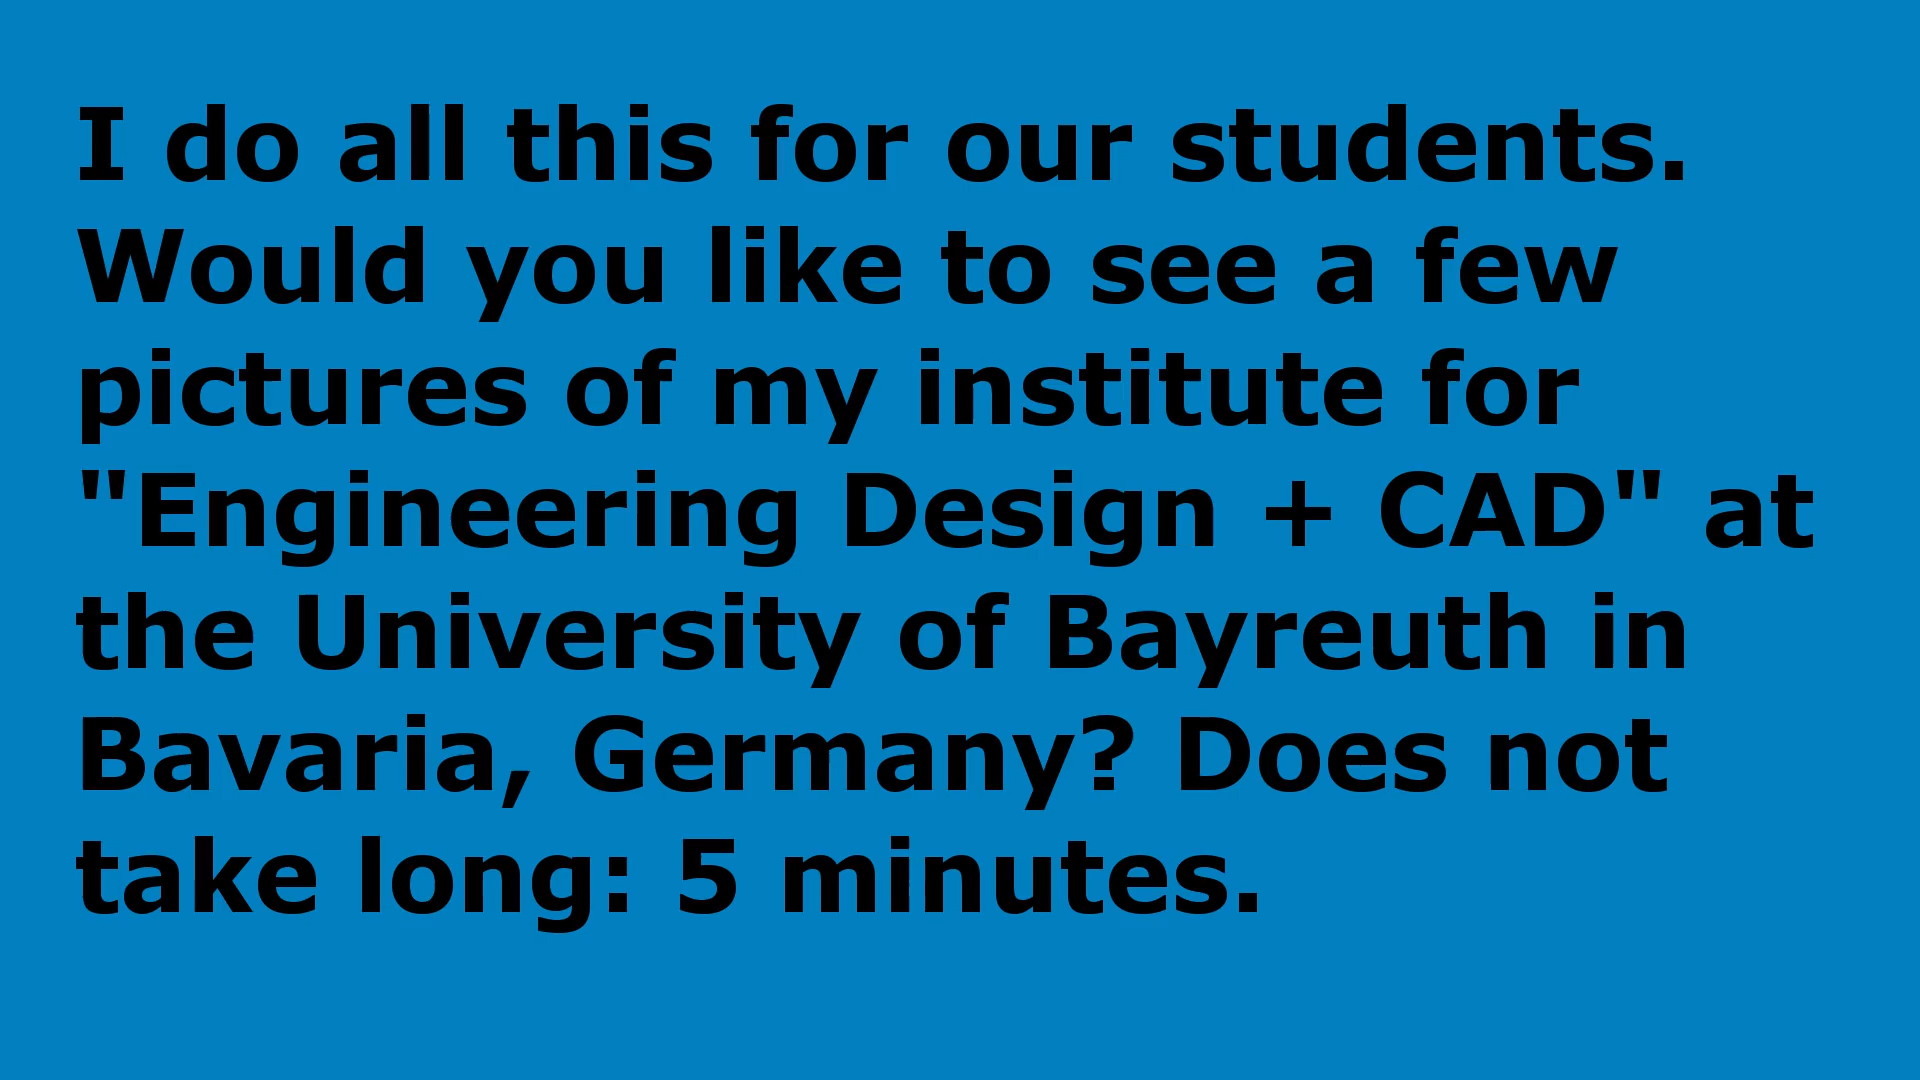 I do all this for our students.
Would you like to see a few
pictures of my institute for
"Engineering Design + CAD" at
the University of Bayreuth in
Bavaria, Germany? Does not
take long: 5 minutes.